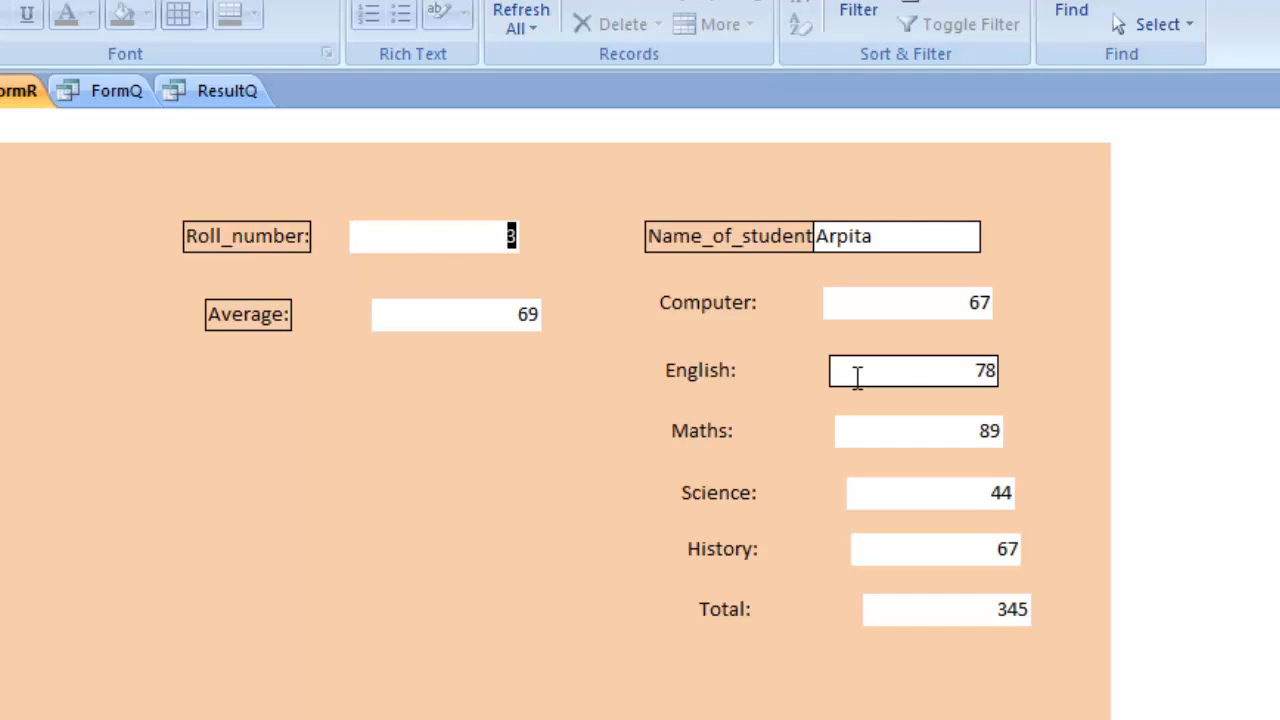 U A ab
Refresh
All
Delete
More
Filter
Toggle Filter
Find
Select
Font
Rich Text
Records
Sort & Filter
Find
ormR
FormQ
ResultQ
Roll_number: 3
Name_of_student Arpita
Average: 69
Computer: 67
English: 78
Maths: 89
Science: 44
History: 67
Total: 345